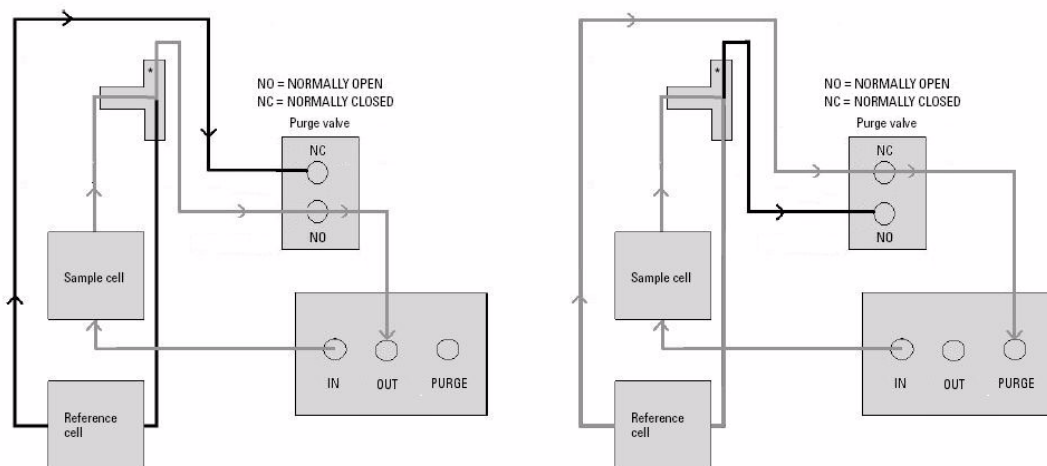 *
NO = NORMALLY OPEN
NC = NORMALLY CLOSED
Purge valve
NC
NO
Sample cell
IN
OUT
PURGE
Reference
cell
*
NO = NORMALLY OPEN
NC = NORMALLY CLOSED
Purge valve
NC
NO
Sample cell
IN
OUT
PURGE
Reference
cell